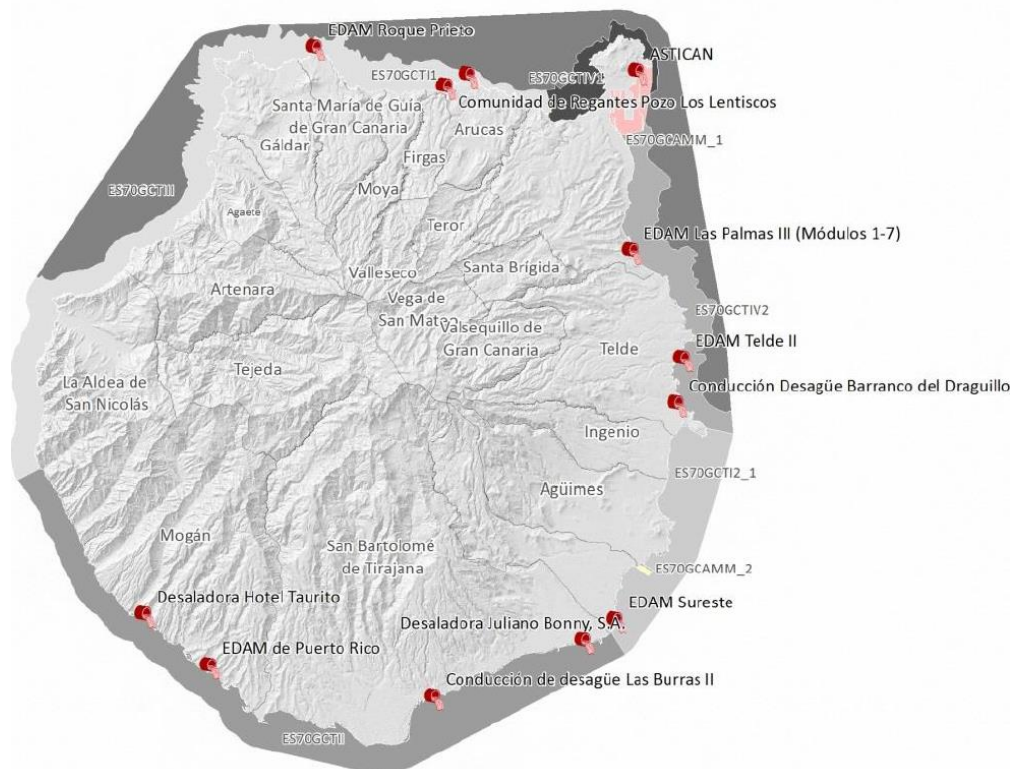 EDAM Roque Prieto
ASTICAN
ES70GCTI1
ES70GCTIV1
Comunidad de Regantes Pozo Los Lentiscos
Santa María de Guía
de Gran Canaria
Arucas
Gáldar
Firgas
ES70GCAMM_1
Moya
ES70GCTIII
Agaete
Teror
EDAM Las Palmas III (Módulos 1-7)
Valleseco
Santa Brígida
Artenara
Vega de
San Mateo
ES70GCTIV2
Valsequillo de
Gran Canaria
Telde
EDAM Telde II
Tejeda
La Aldea de
San Nicolás
Conducción Desagüe Barranco del Draguillo
Ingenio
ES70GCTI2_1
Agüimes
Mogán
San Bartolomé
de Tirajana
ES70GCAMM_2
Desaladora Hotel Taurito
EDAM Sureste
Desaladora Juliano Bonny, S.A.
EDAM de Puerto Rico
Conducción de desagüe Las Burras II
ES70GCTII